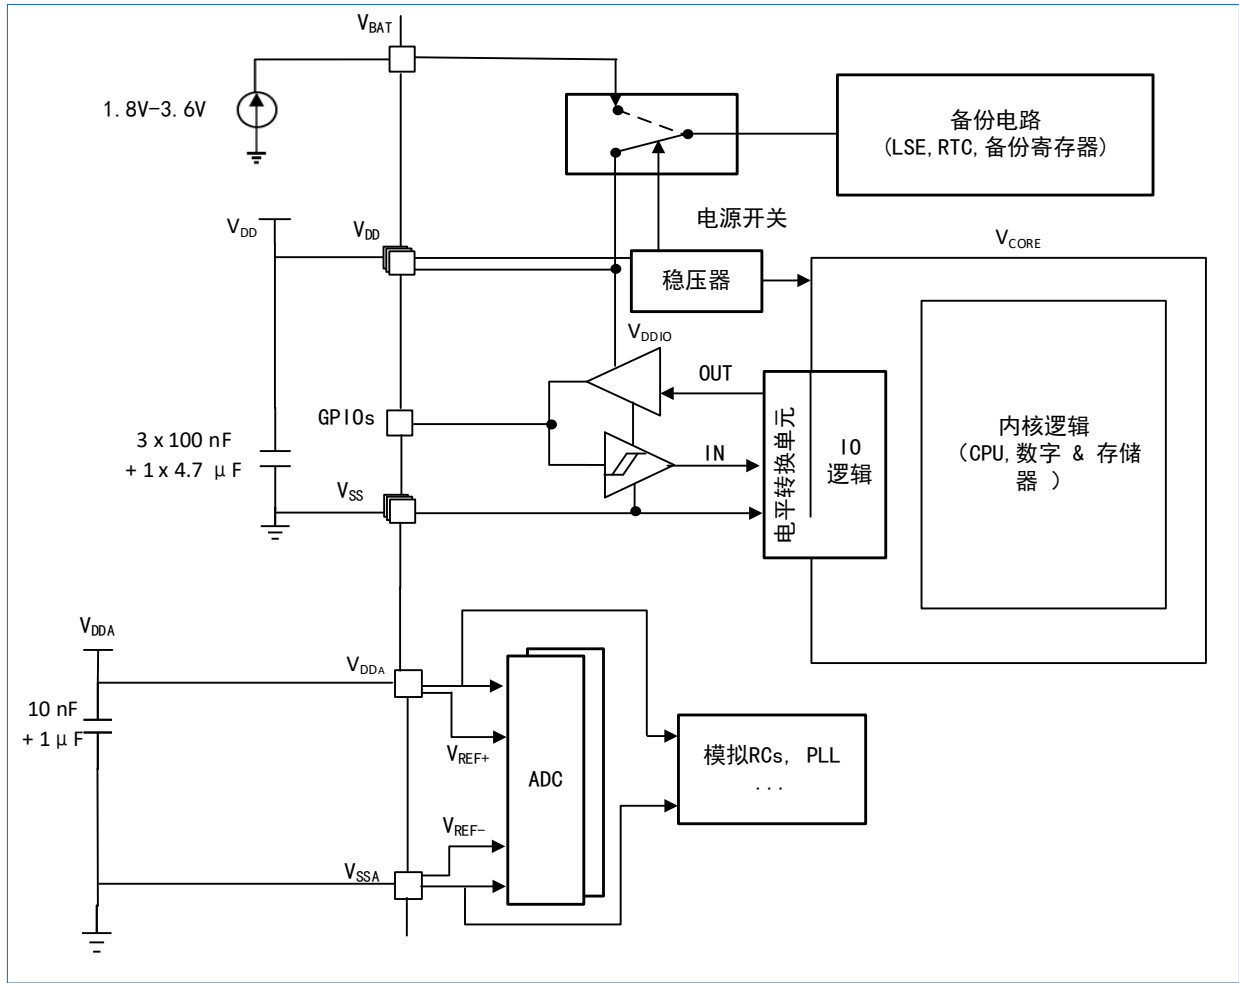 VBAT
1.8V-3.6V
备份电路
(LSE,RTC,备份寄存器)
电源开关
VDD
VDD
VCORE
稳压器
VDDIO
OUT
GPIOs
3 x 100 nF
+ 1 x 4.7 μF
IN
电平转换单元
IO
逻辑
内核逻辑
(CPU,数字 & 存储
器 )
VSS
VDDA
VDDA
10 nF
+ 1 μF
VREF+
ADC
模拟RCs, PLL
...
VREF-
VSSA